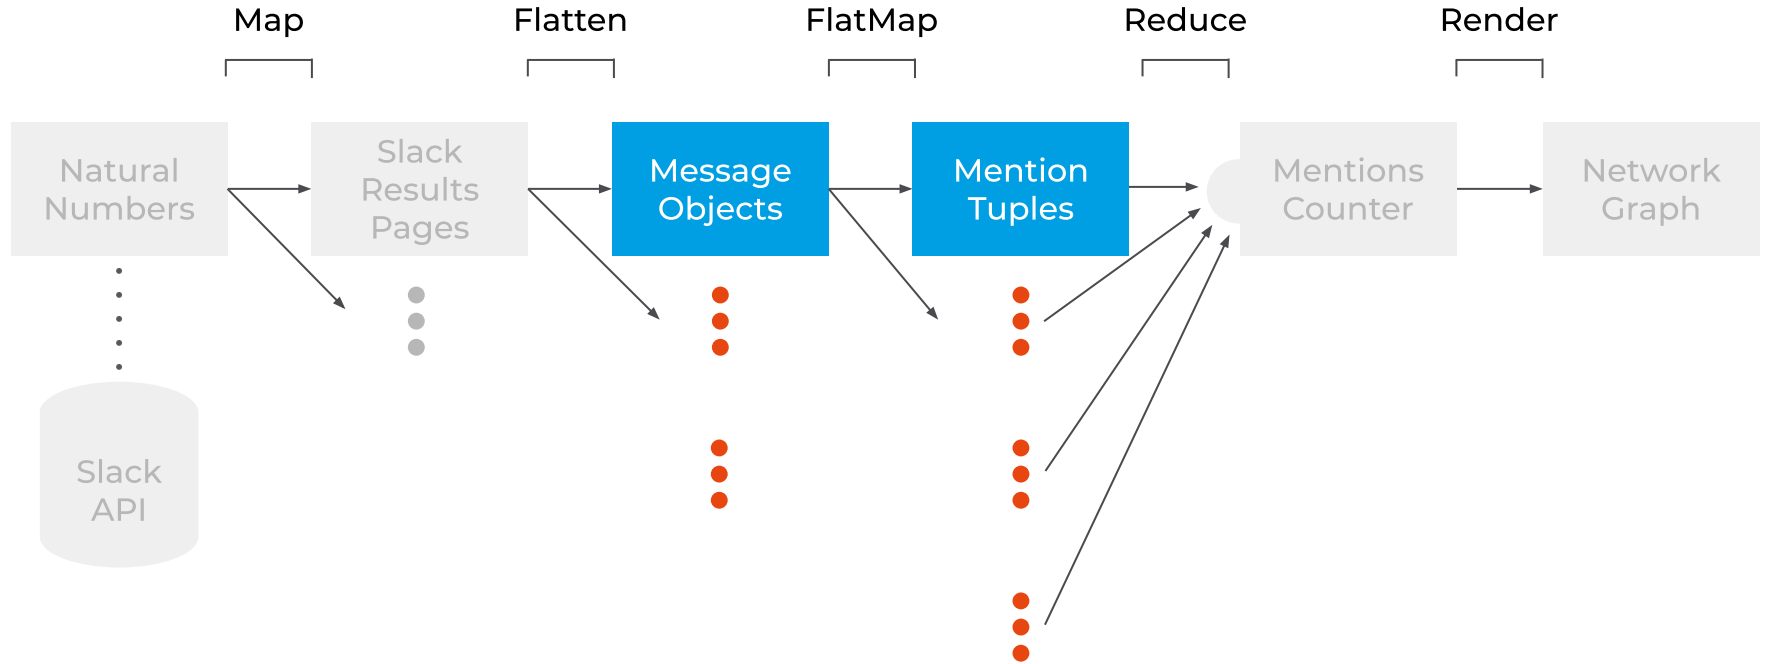 Map
Flatten
FlatMap
Reduce
Render
Natural
Numbers
Slack
Results
Pages
Message
Objects
Mention
Tuples
Mentions
Counter
Network
Graph
Slack
API